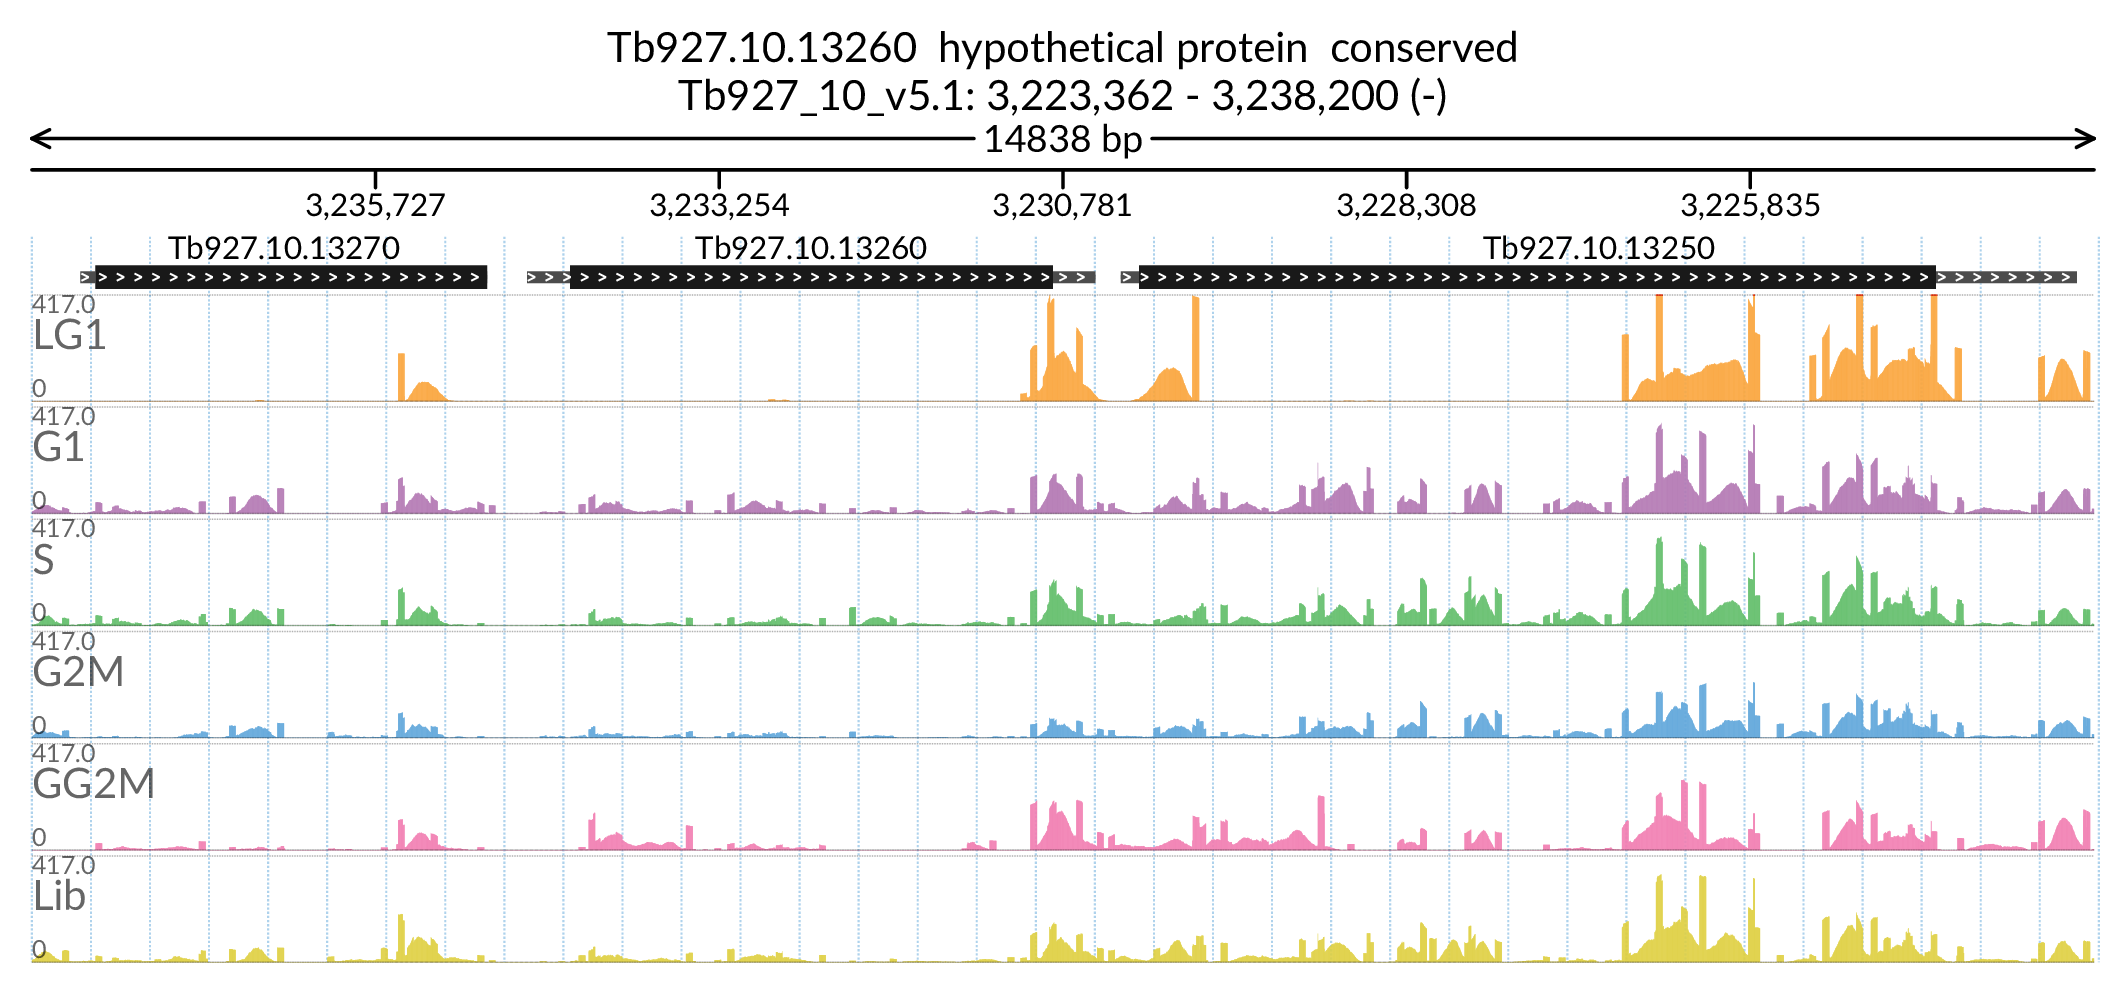 Tb927.10.13260  hypothetical protein  conserved
Tb927_10_v5.1: 3,223,362 - 3,238,200 (-)
14838 bp
3,235,727 3,233,254 3,230,781 3,228,308 3,225,835
Tb927.10.13270 Tb927.10.13260 Tb927.10.13250
417.0
LG1
0
417.0
G1
0
417.0
S
0
417.0
G2M
0
417.0
GG2M
0
417.0
Lib
0